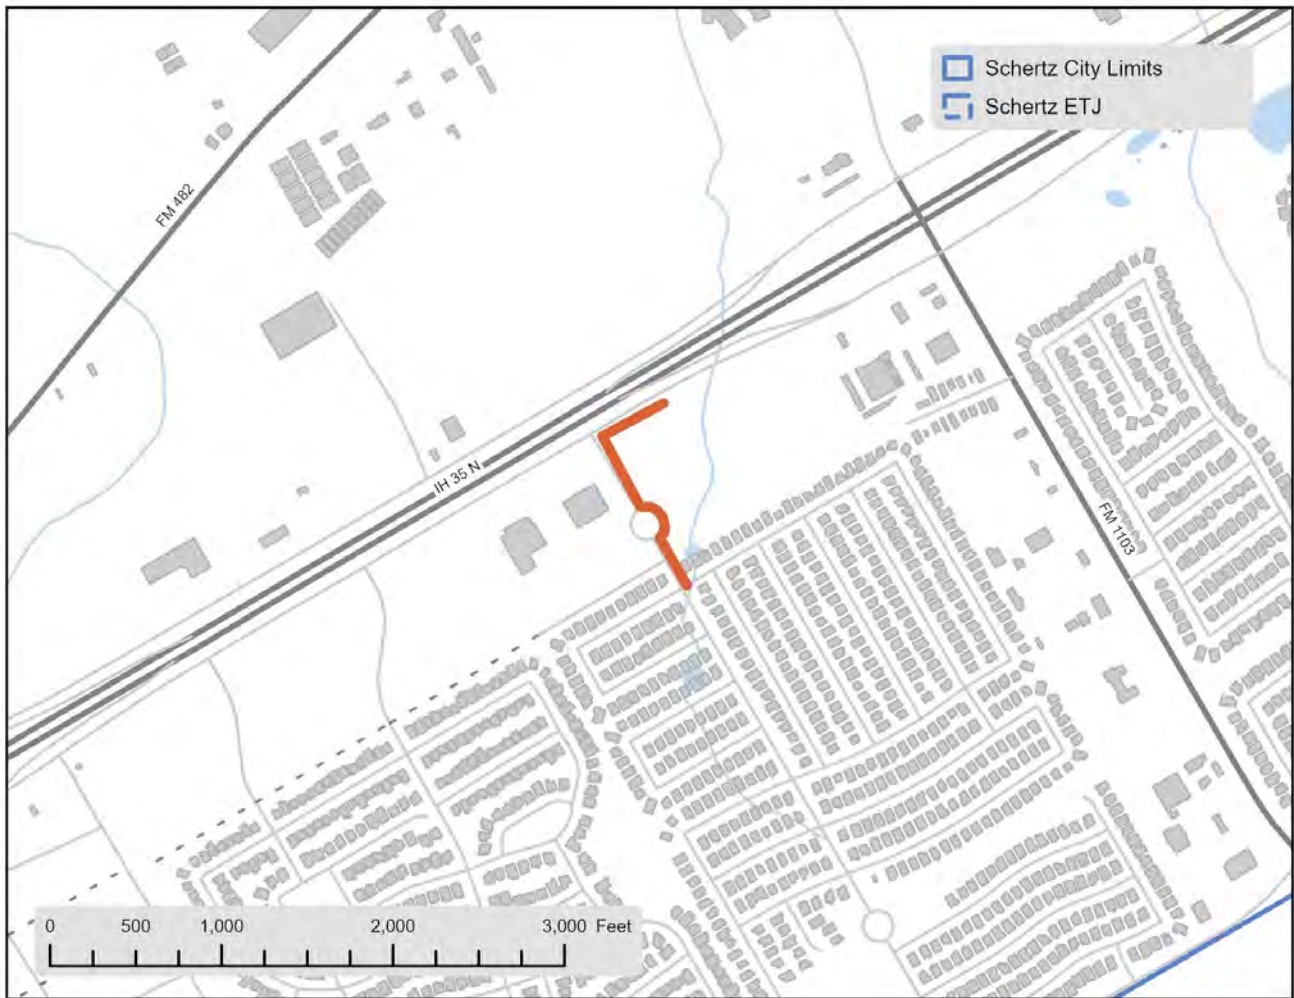 Schertz City Limits
Schertz ETJ
FM 482
IH 35 N
FM 1103
0 500 1,000 2,000 3,000 Feet